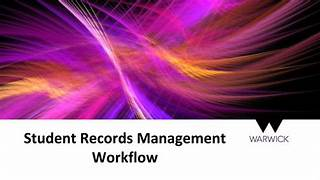 Student Records Management
Workflow
WARWICK